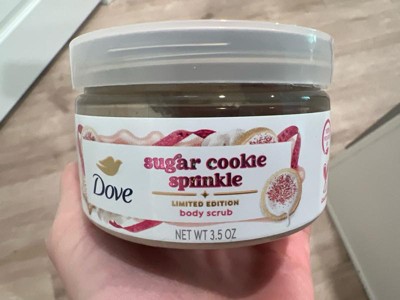 sugar cookie
sprinkle
LIMITED EDITION
body scrub
Dove
NET WT 3.5 OZ